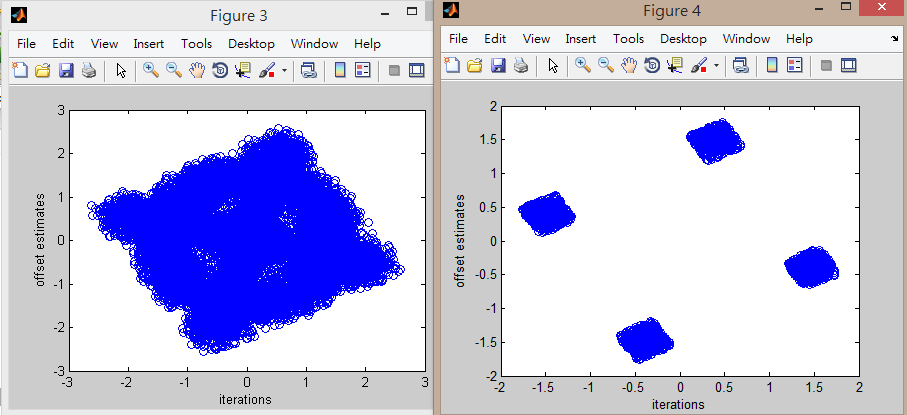 Figure 3
File Edit View Insert Tools Desktop Window Help
3
2
1
0
-1
-2
-3
offset estimates
-3 -2 -1 0 1 2 3
iterations
Figure 4
File Edit View Insert Tools Desktop Window Help
2
1.5
1
0.5
0
-0.5
-1
-1.5
-2
offset estimates
-2 -1.5 -1 -0.5 0 0.5 1 1.5 2
iterations